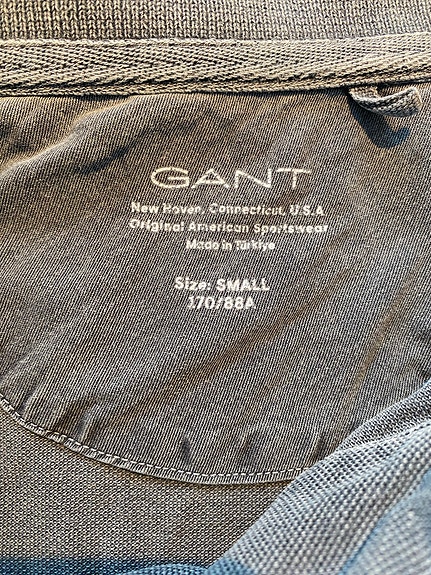 GANT
New Haven, Connecticut, U.S.A
Original American Sportswear
Made in Türkiye
Size: SMALL
170/88A